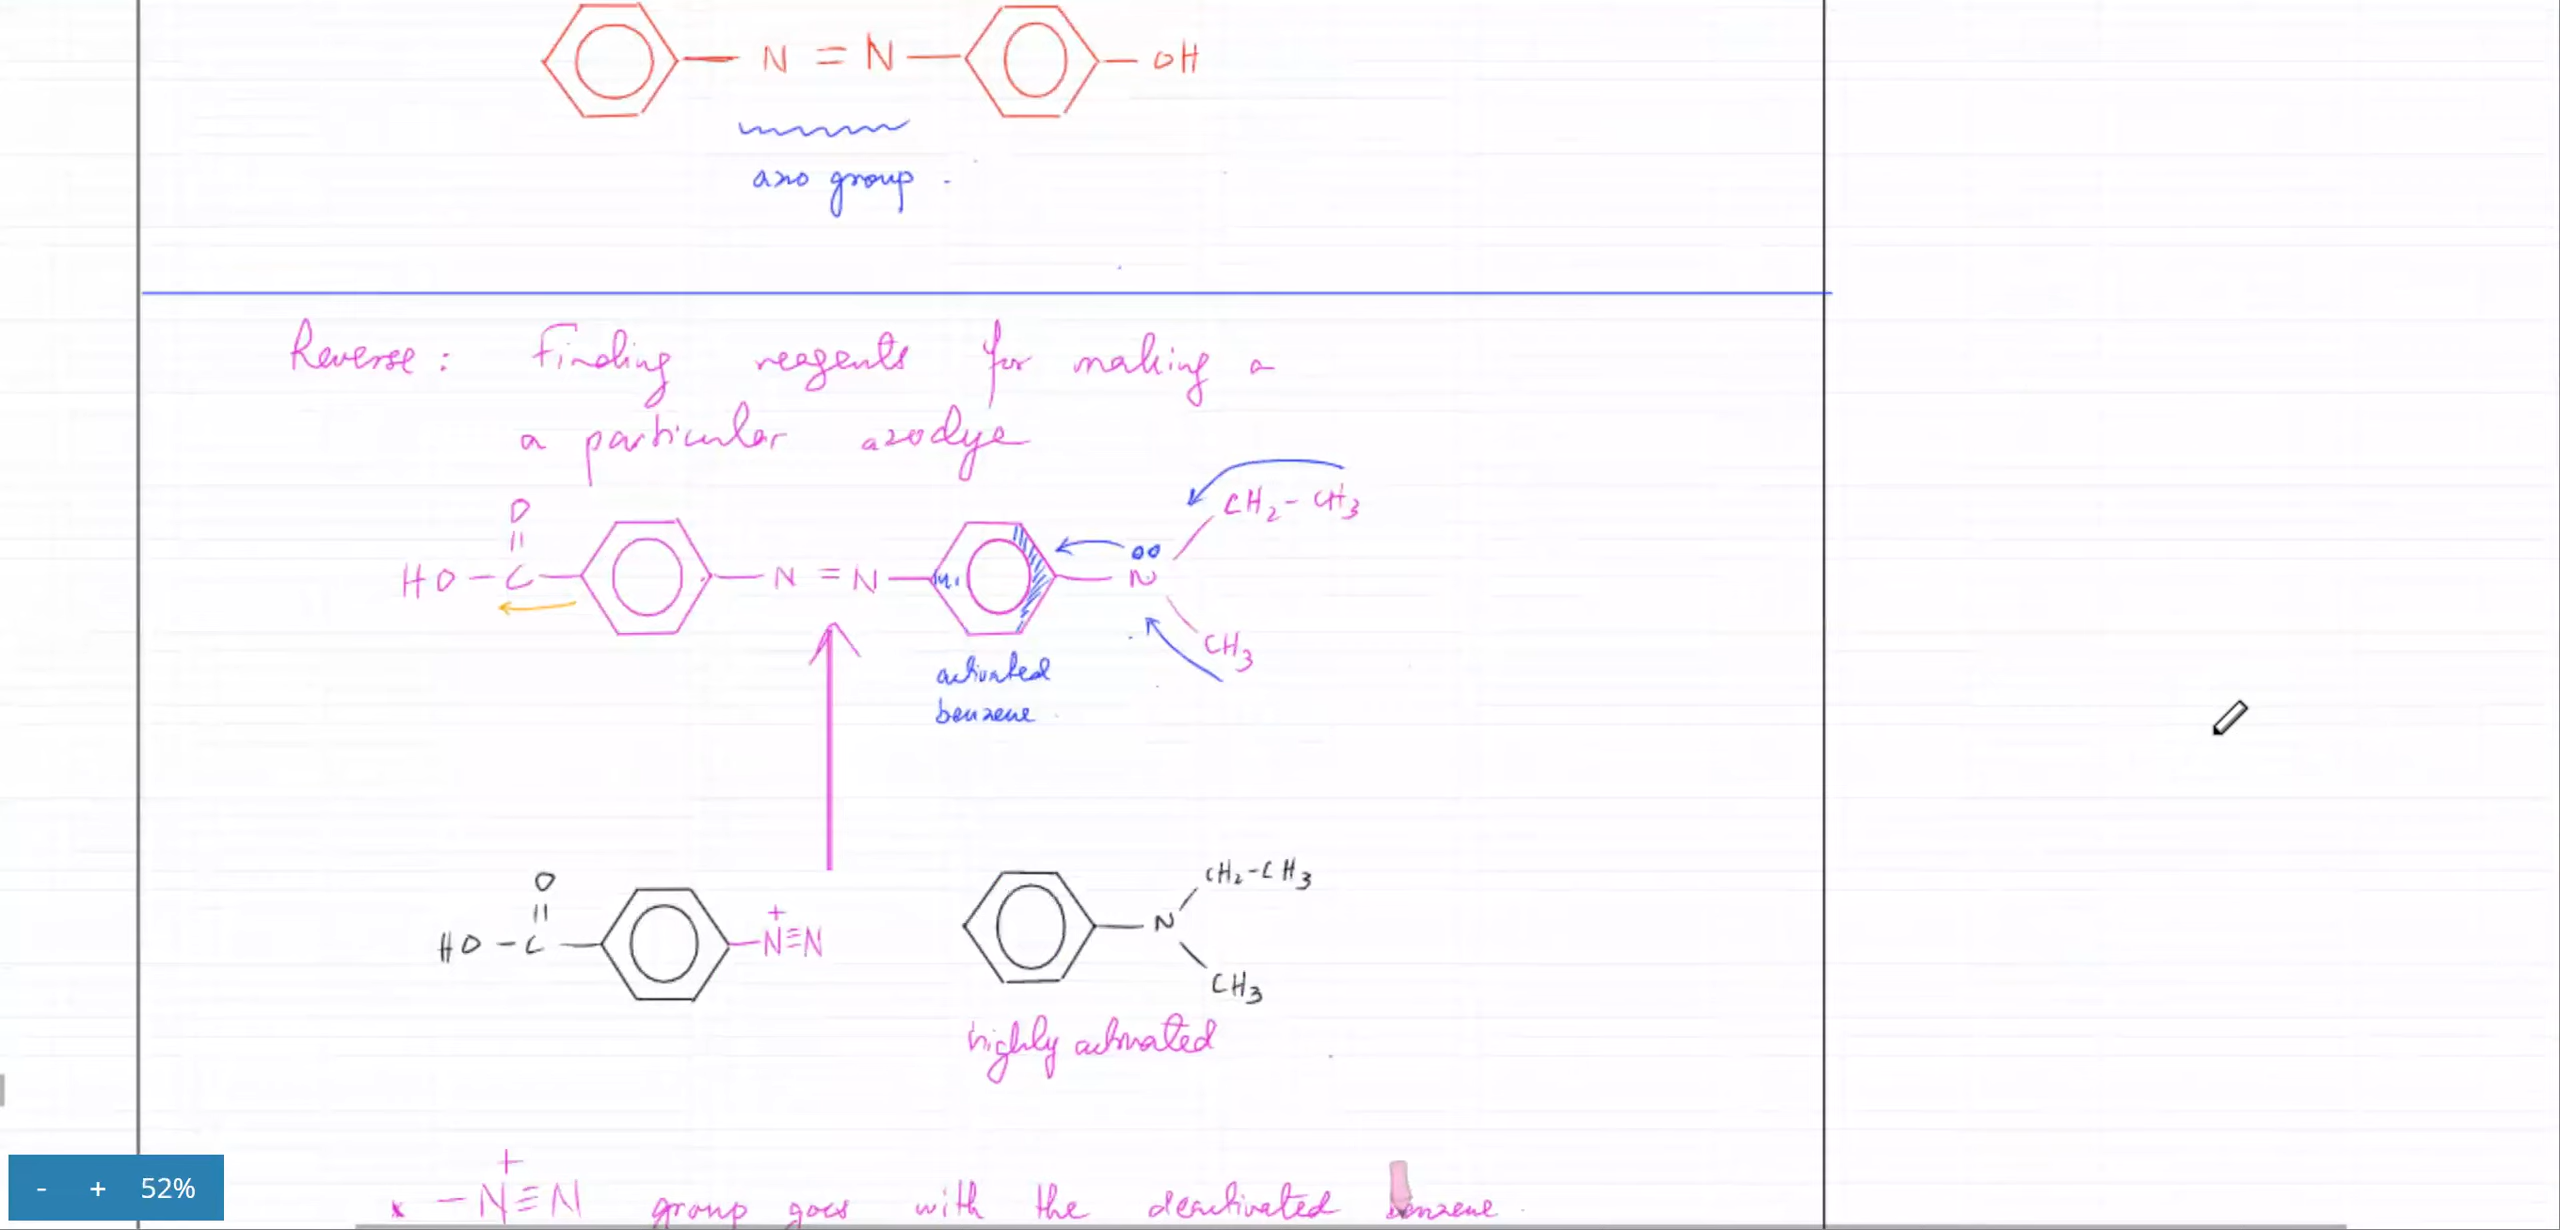 N = N OH
azo group .
Reverse : Finding reagents for making a
a particular azodye
O
||
HO - C N = N N CH2 - CH3
CH3
activated
benzene
O
||
HO - C + N≡N N CH2-CH3
CH3
highly activated
+
x -N≡N group goes with the deactivated benzene .
- + 52%